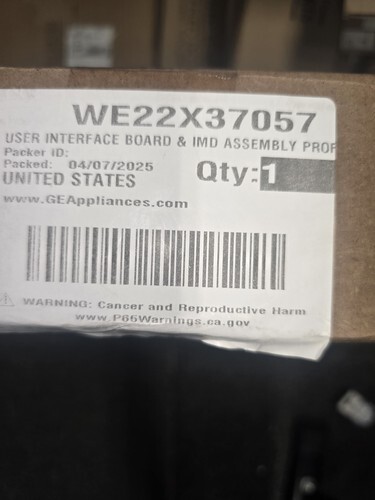 WE22X37057
USER INTERFACE BOARD & IMD ASSEMBLY PROF
Packer ID:
Packed: 04/07/2025
Qty:1
UNITED STATES
www.GEAppliances.com
WARNING: Cancer and Reproductive Harm
www.P65Warnings.ca.gov